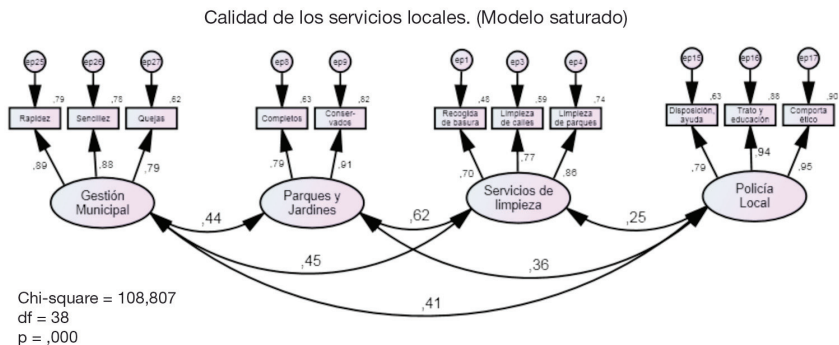 Calidad de los servicios locales. (Modelo saturado)
ep25 ep26 ep27 ep8 ep9 ep1 ep3 ep4 ep15 ep16 ep17
,79 ,78 ,62 ,63 ,82 ,48 ,59 ,74 ,63 ,88 ,90
Rapidez
Sencillez
Quejas
Completos
Conser-
vados
Recogida
de basura
Limpieza
de calles
Limpieza
de parques
Disposición,
ayuda
Trato y
educación
Comporta
ético
,89 ,88 ,79 ,79 ,91 ,70 ,77 ,86 ,79 ,94 ,95
Gestión
Municipal
Parques y
Jardines
Servicios de
limpieza
Policía
Local
,44 ,62 ,25
,45 ,36
,41
Chi-square = 108,807
df = 38
p = ,000